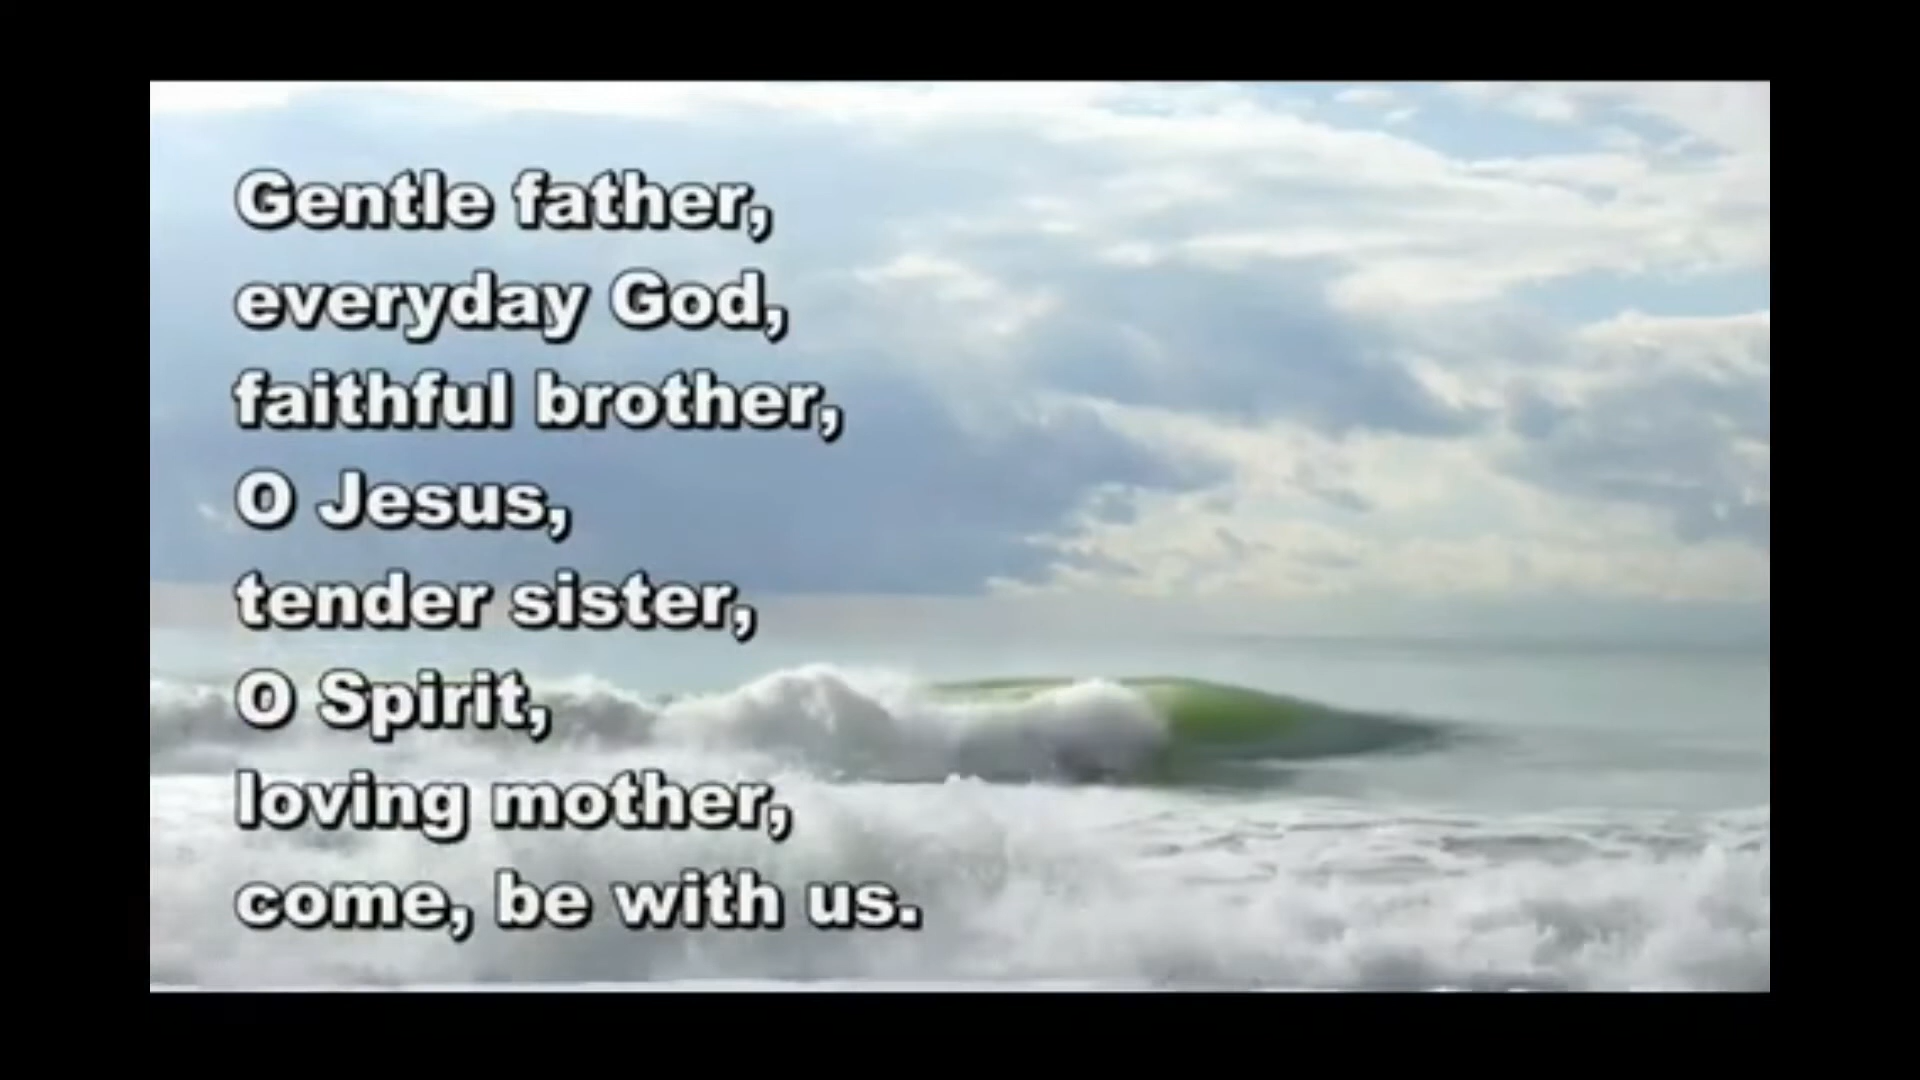 Gentle father,
everyday God,
faithful brother,
O Jesus,
tender sister,
O Spirit,
loving mother,
come, be with us.